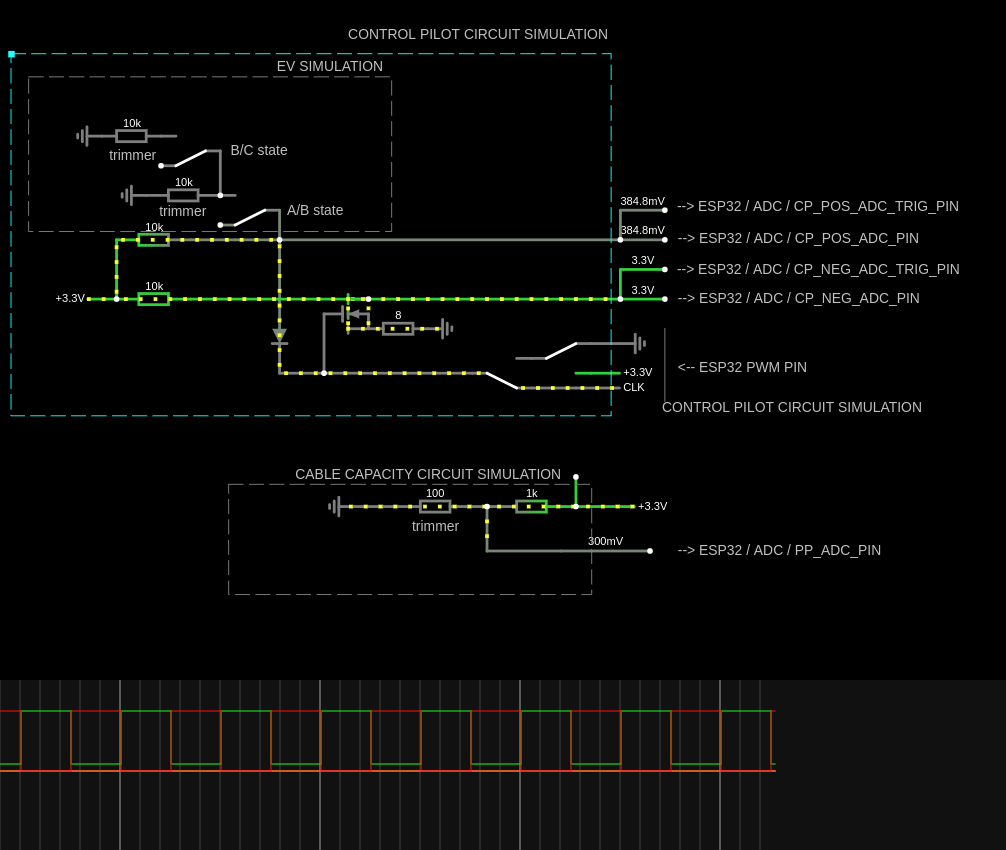 CONTROL PILOT CIRCUIT SIMULATION
EV SIMULATION
10k
trimmer
B/C state
10k
trimmer
A/B state
10k
10k
+3.3V
384.8mV
--> ESP32 / ADC / CP_POS_ADC_TRIG_PIN
384.8mV
--> ESP32 / ADC / CP_POS_ADC_PIN
3.3V
--> ESP32 / ADC / CP_NEG_ADC_TRIG_PIN
3.3V
--> ESP32 / ADC / CP_NEG_ADC_PIN
8
+3.3V
CLK
<-- ESP32 PWM PIN
CONTROL PILOT CIRCUIT SIMULATION
CABLE CAPACITY CIRCUIT SIMULATION
100
1k
+3.3V
trimmer
300mV
--> ESP32 / ADC / PP_ADC_PIN